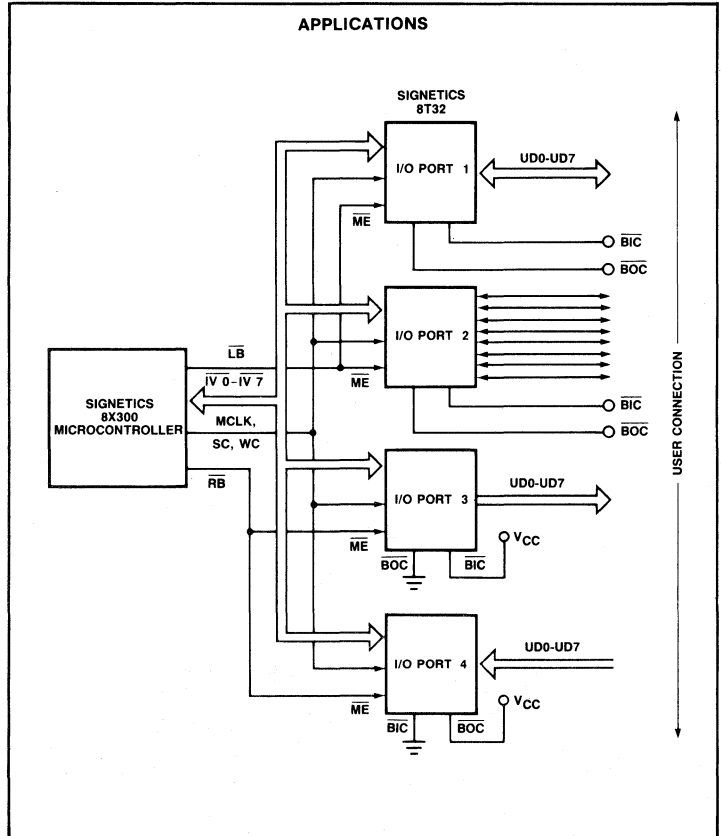 APPLICATIONS
SIGNETICS
8T32
I/O PORT 1
UD0-UD7
ME
BIC
BOC
I/O PORT 2
LB
IV 0–IV 7
ME
SIGNETICS
8X300
MICROCONTROLLER
MCLK,
SC, WC
BIC
BOC
USER CONNECTION
RB
I/O PORT 3
UD0-UD7
ME
BOC
BIC
VCC
I/O PORT 4
UD0-UD7
ME
BIC
BOC
VCC